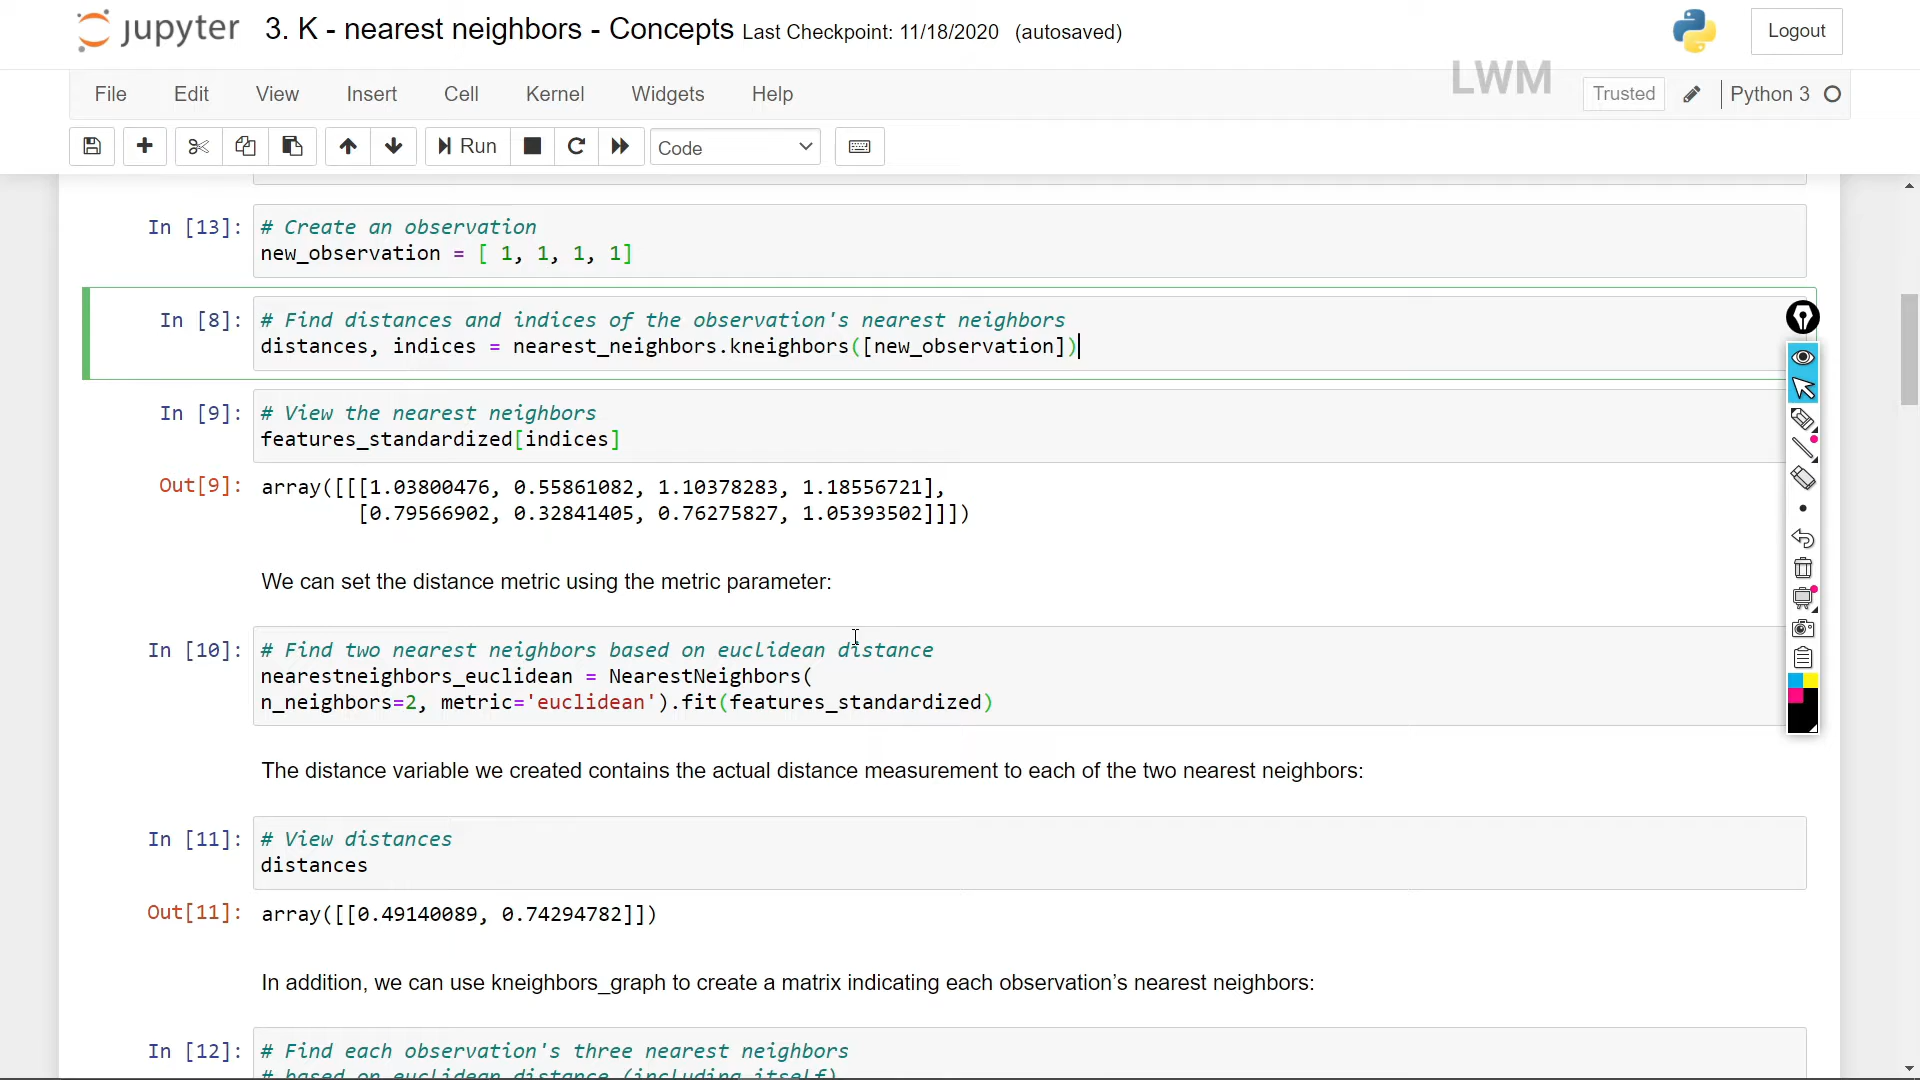 jupyter 3. K - nearest neighbors - Concepts Last Checkpoint: 11/18/2020 (autosaved) Logout
LWM
File Edit View Insert Cell Kernel Widgets Help Trusted Python 3
Run Code
In [13]: # Create an observation
new_observation = [ 1, 1, 1, 1]
In [8]: # Find distances and indices of the observation's nearest neighbors
distances, indices = nearest_neighbors.kneighbors([new_observation])
In [9]: # View the nearest neighbors
features_standardized[indices]
Out[9]: array([[[1.03800476, 0.55861082, 1.10378283, 1.18556721],
[0.79566902, 0.32841405, 0.76275827, 1.05393502]]])
We can set the distance metric using the metric parameter:
In [10]: # Find two nearest neighbors based on euclidean distance
nearestneighbors_euclidean = NearestNeighbors(
n_neighbors=2, metric='euclidean').fit(features_standardized)
The distance variable we created contains the actual distance measurement to each of the two nearest neighbors:
In [11]: # View distances
distances
Out[11]: array([[0.49140089, 0.74294782]])
In addition, we can use kneighbors_graph to create a matrix indicating each observation’s nearest neighbors:
In [12]: # Find each observation's three nearest neighbors
# based on euclidean distance (including itself)